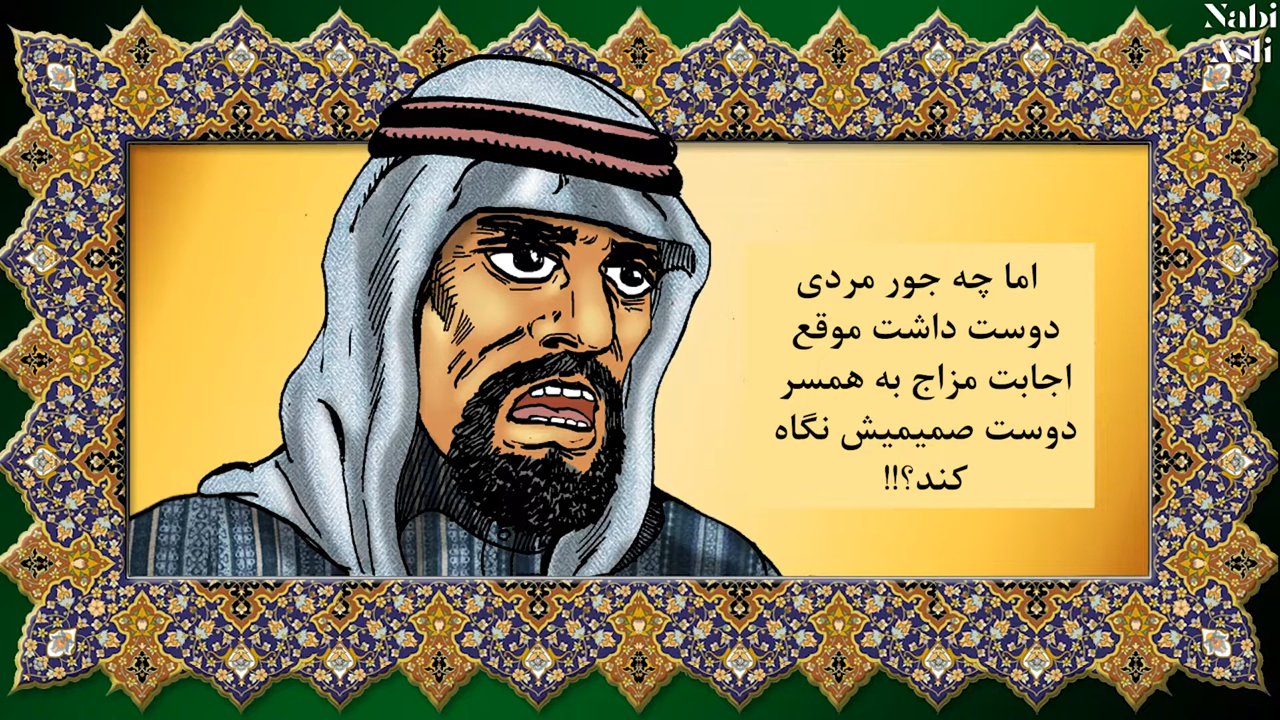 Nabi
Asli
اما چه جور مردی
دوست داشت موقع
اجابت مزاج به همسر
دوست صمیمیش نگاه
کند؟!!